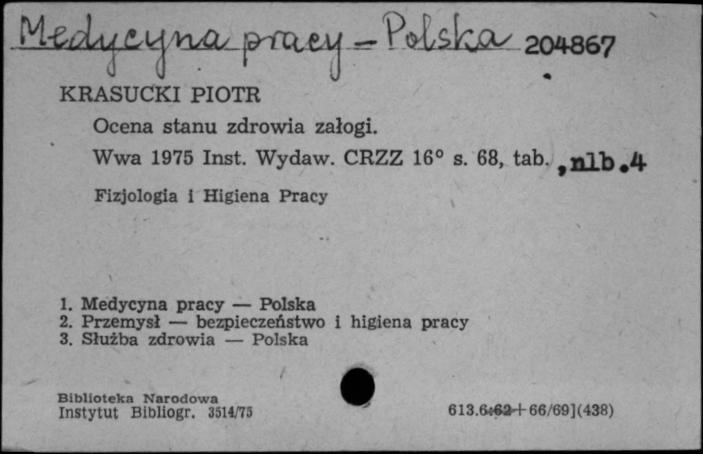 Medycyna pracy – Polska 204867
KRASUCKI PIOTR
Ocena stanu zdrowia załogi.
Wwa 1975 Inst. Wydaw. CRZZ 16° s. 68, tab. , nlb. 4
Fizjologia i Higiena Pracy
1. Medycyna pracy — Polska
2. Przemysł — bezpieczeństwo i higiena pracy
3. Służba zdrowia — Polska
Biblioteka Narodowa
Instytut Bibliogr. 3514/75
613.6:62+66/69](438)